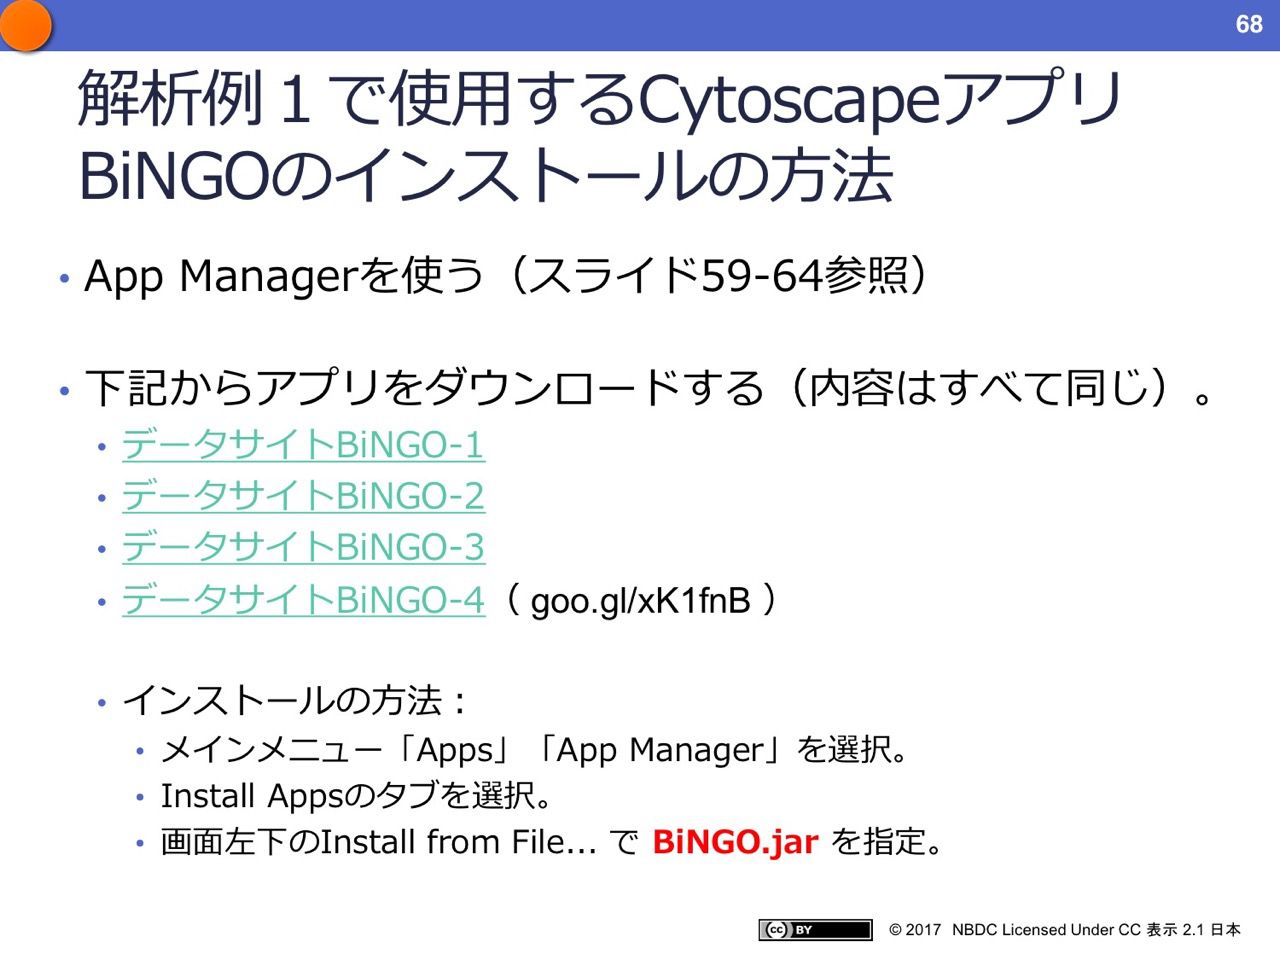 68
解析例１で使用するCytoscapeアプリ
BiNGOのインストールの方法
• App Managerを使う（スライド59-64参照）
• 下記からアプリをダウンロードする（内容はすべて同じ）。
• データサイトBiNGO-1
• データサイトBiNGO-2
• データサイトBiNGO-3
• データサイトBiNGO-4（ goo.gl/xK1fnB ）
• インストールの方法：
• メインメニュー「Apps」「App Manager」を選択。
• Install Appsのタブを選択。
• 画面左下のInstall from File... で BiNGO.jar を指定。
cc BY © 2017 NBDC Licensed Under CC 表示 2.1 日本